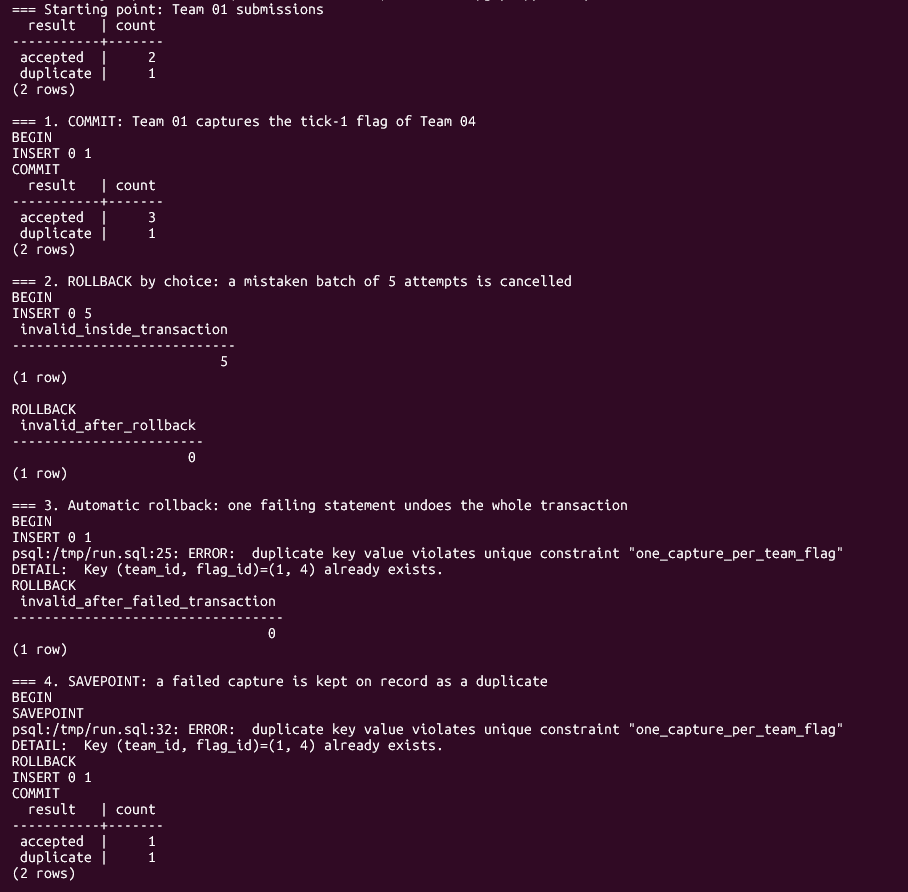 === Starting point: Team 01 submissions
  result   | count
-----------+-------
 accepted  |     2
 duplicate |     1
(2 rows)

=== 1. COMMIT: Team 01 captures the tick-1 flag of Team 04
BEGIN
INSERT 0 1
COMMIT
  result   | count
-----------+-------
 accepted  |     3
 duplicate |     1
(2 rows)

=== 2. ROLLBACK by choice: a mistaken batch of 5 attempts is cancelled
BEGIN
INSERT 0 5
 invalid_inside_transaction
----------------------------
                          5
(1 row)

ROLLBACK
 invalid_after_rollback
------------------------
                      0
(1 row)

=== 3. Automatic rollback: one failing statement undoes the whole transaction
BEGIN
INSERT 0 1
psql:/tmp/run.sql:25: ERROR:  duplicate key value violates unique constraint "one_capture_per_team_flag"
DETAIL:  Key (team_id, flag_id)=(1, 4) already exists.
ROLLBACK
 invalid_after_failed_transaction
----------------------------------
                                0
(1 row)

=== 4. SAVEPOINT: a failed capture is kept on record as a duplicate
BEGIN
SAVEPOINT
psql:/tmp/run.sql:32: ERROR:  duplicate key value violates unique constraint "one_capture_per_team_flag"
DETAIL:  Key (team_id, flag_id)=(1, 4) already exists.
ROLLBACK
INSERT 0 1
COMMIT
  result   | count
-----------+-------
 accepted  |     1
 duplicate |     1
(2 rows)